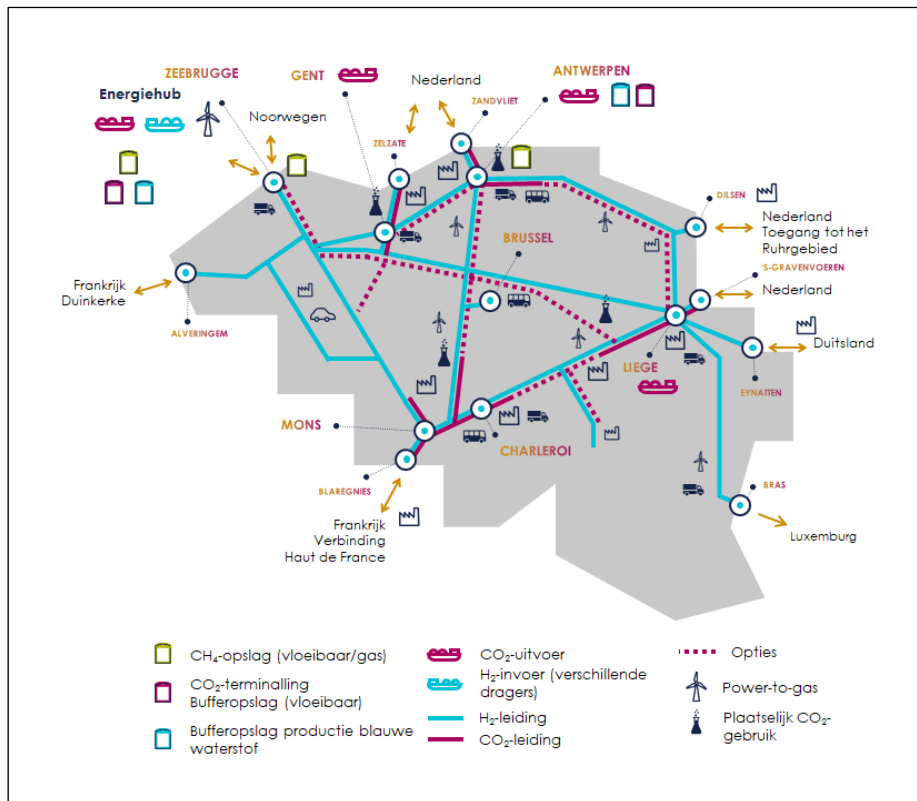 ZEEBRUGGE
GENT
Nederland
ANTWERPEN
Energiehub
ZANDVLIET
Noorwegen
ZELZATE
DILSEN
Nederland
Toegang tot het
Ruhrgebied
BRUSSEL
'S-GRAVENVOEREN
Nederland
Frankrijk
Duinkerke
ALVERINGEM
Duitsland
LIEGE
EYNATTEN
MONS
CHARLEROI
BLAREGNIES
BRAS
Frankrijk
Verbinding
Haut de France
Luxemburg
CH₄-opslag (vloeibaar/gas)
CO₂-terminalling
Bufferopslag (vloeibaar)
Bufferopslag productie blauwe
waterstof
CO₂-uitvoer
H₂-invoer (verschillende
dragers)
H₂-leiding
CO₂-leiding
Opties
Power-to-gas
Plaatselijk CO₂-
gebruik